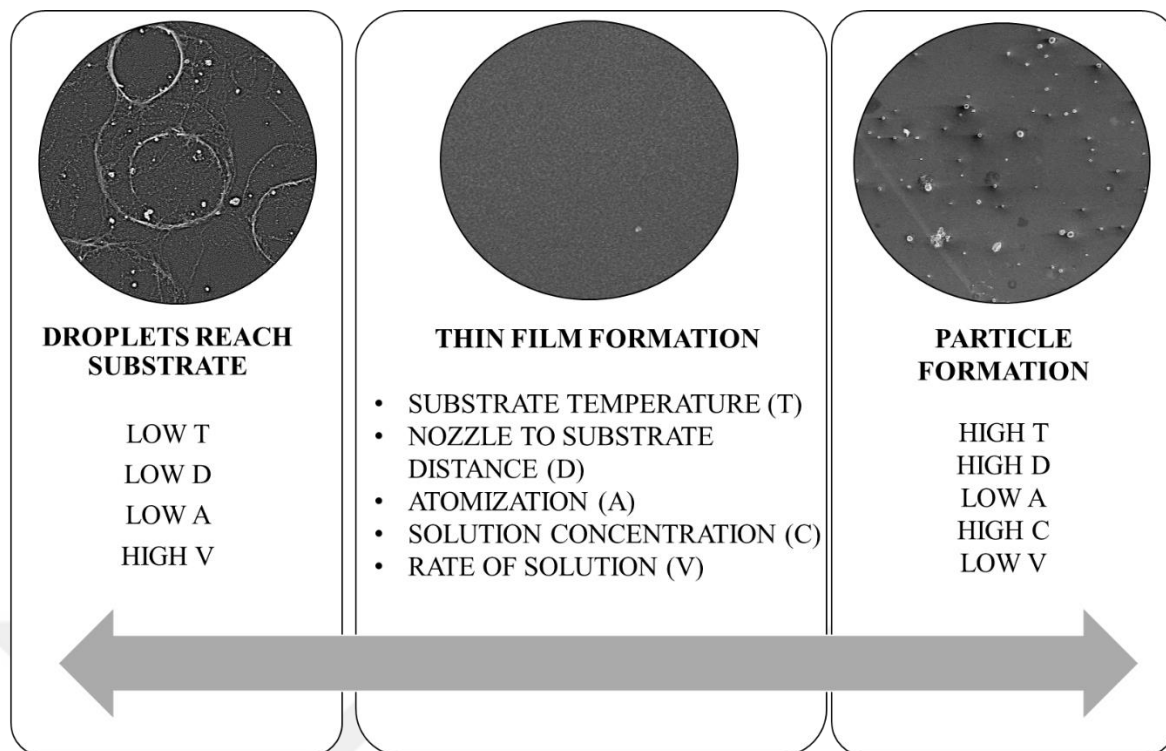 DROPLETS REACH
SUBSTRATE
LOW T
LOW D
LOW A
HIGH V
THIN FILM FORMATION
• SUBSTRATE TEMPERATURE (T)
• NOZZLE TO SUBSTRATE
DISTANCE (D)
• ATOMIZATION (A)
• SOLUTION CONCENTRATION (C)
• RATE OF SOLUTION (V)
PARTICLE
FORMATION
HIGH T
HIGH D
LOW A
HIGH C
LOW V